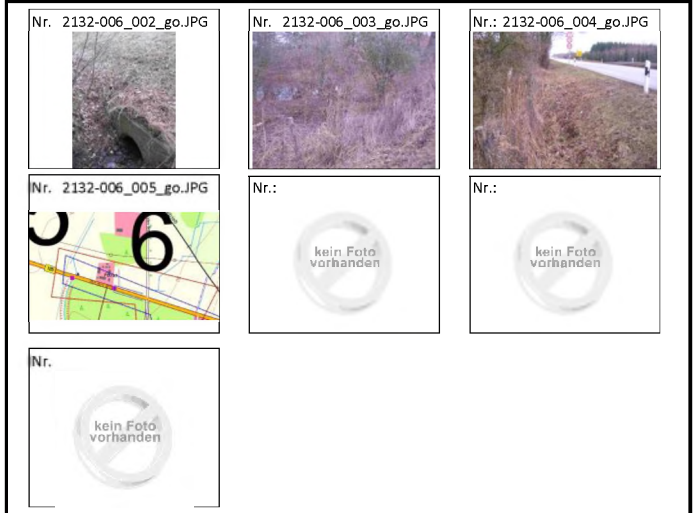 Nr. 2132-006_002_go.JPG
Nr. 2132-006_003_go.JPG
Nr.: 2132-006_004_go.JPG
Nr. 2132-006_005_go.JPG
Nr.:
Nr.:
6
kein Foto
vorhanden
kein Foto
vorhanden
Nr.
kein Foto
vorhanden